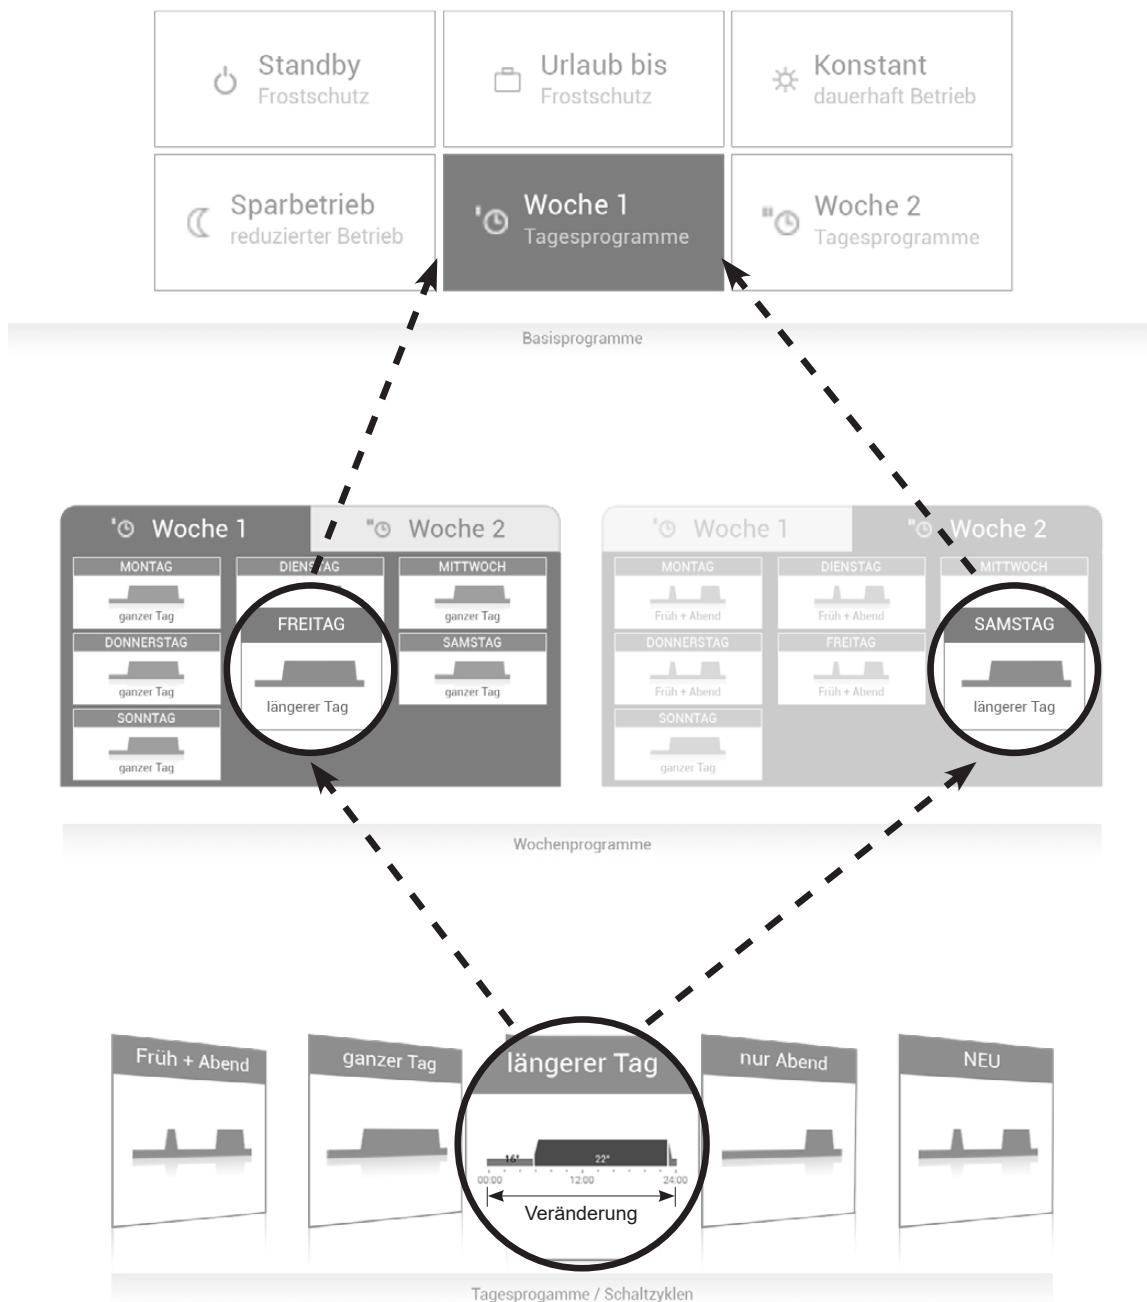 Standby
Frostschutz
Urlaub bis
Frostschutz
Konstant
dauerhaft Betrieb
Sparbetrieb
reduzierter Betrieb
Woche 1
Tagesprogramme
Woche 2
Tagesprogramme
Basisprogramme
Woche 1
Woche 2
MONTAG
ganzer Tag
DIENSTAG
MITTWOCH
ganzer Tag
DONNERSTAG
ganzer Tag
FREITAG
längerer Tag
SAMSTAG
ganzer Tag
SONNTAG
ganzer Tag
Woche 1
Woche 2
MONTAG
Früh + Abend
DIENSTAG
Früh + Abend
MITTWOCH
DONNERSTAG
Früh + Abend
FREITAG
Früh + Abend
SAMSTAG
längerer Tag
SONNTAG
ganzer Tag
Wochenprogramme
Früh + Abend
ganzer Tag
längerer Tag
16°
22°
00:00
12:00
24:00
Veränderung
nur Abend
NEU
Tagesprogamme / Schaltzyklen